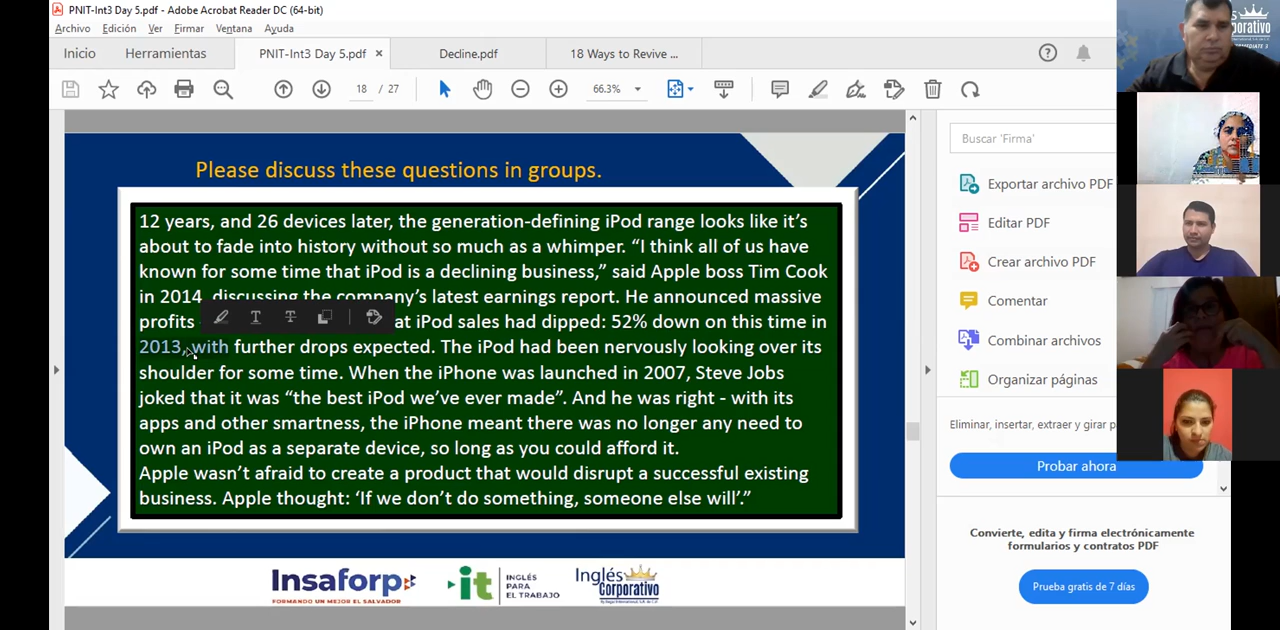 PNIT-Int3 Day 5.pdf - Adobe Acrobat Reader DC (64-bit)
Archivo Edición Ver Firmar Ventana Ayuda
Inicio Herramientas PNIT-Int3 Day 5.pdf × Decline.pdf 18 Ways to Revive ...
18 / 27 66.3%
Please discuss these questions in groups.
12 years, and 26 devices later, the generation-defining iPod range looks like it’s
about to fade into history without so much as a whimper. “I think all of us have
known for some time that iPod is a declining business,” said Apple boss Tim Cook
in 2014, discussing the company’s latest earnings report. He announced massive
profits at iPod sales had dipped: 52% down on this time in
2013, with further drops expected. The iPod had been nervously looking over its
shoulder for some time. When the iPhone was launched in 2007, Steve Jobs
joked that it was “the best iPod we’ve ever made”. And he was right - with its
apps and other smartness, the iPhone meant there was no longer any need to
own an iPod as a separate device, so long as you could afford it.
Apple wasn’t afraid to create a product that would disrupt a successful existing
business. Apple thought: ‘If we don’t do something, someone else will’.”
Insaforp
FORMANDO UN MEJOR EL SALVADOR
it
INGLÉS
PARA
EL TRABAJO
Inglés
Corporativo
Buscar 'Firma'
Exportar archivo PDF
Editar PDF
Crear archivo PDF
Comentar
Combinar archivos
Organizar páginas
Eliminar, insertar, extraer y girar p
Probar ahora
Convierte, edita y firma electrónicamente
formularios y contratos PDF
Prueba gratis de 7 días